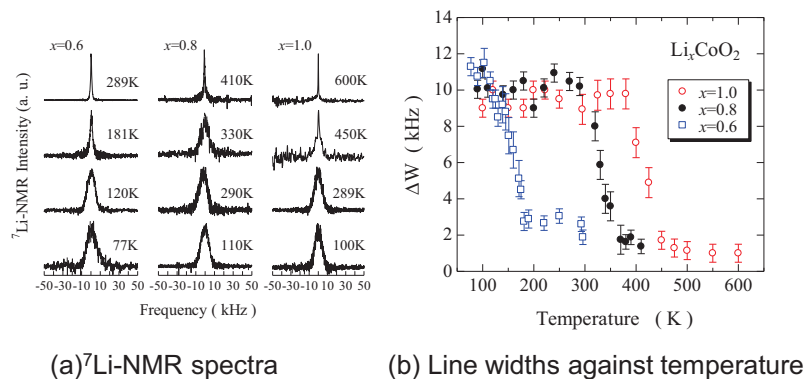 x=0.6 x=0.8 x=1.0
289K 410K 600K
181K 330K 450K
120K 290K 289K
77K 110K 100K
⁷Li-NMR Intensity (a. u.)
-50 -30 -10 10 30 50 -50 -30 -10 10 30 50 -50 -30 -10 10 30 50
Frequency ( kHz )
(a)⁷Li-NMR spectra
14
12
10
8
6
4
2
0
ΔW ( kHz )
LiₓCoO₂
x=1.0
x=0.8
x=0.6
100 200 300 400 500 600
Temperature ( K )
(b) Line widths against temperature